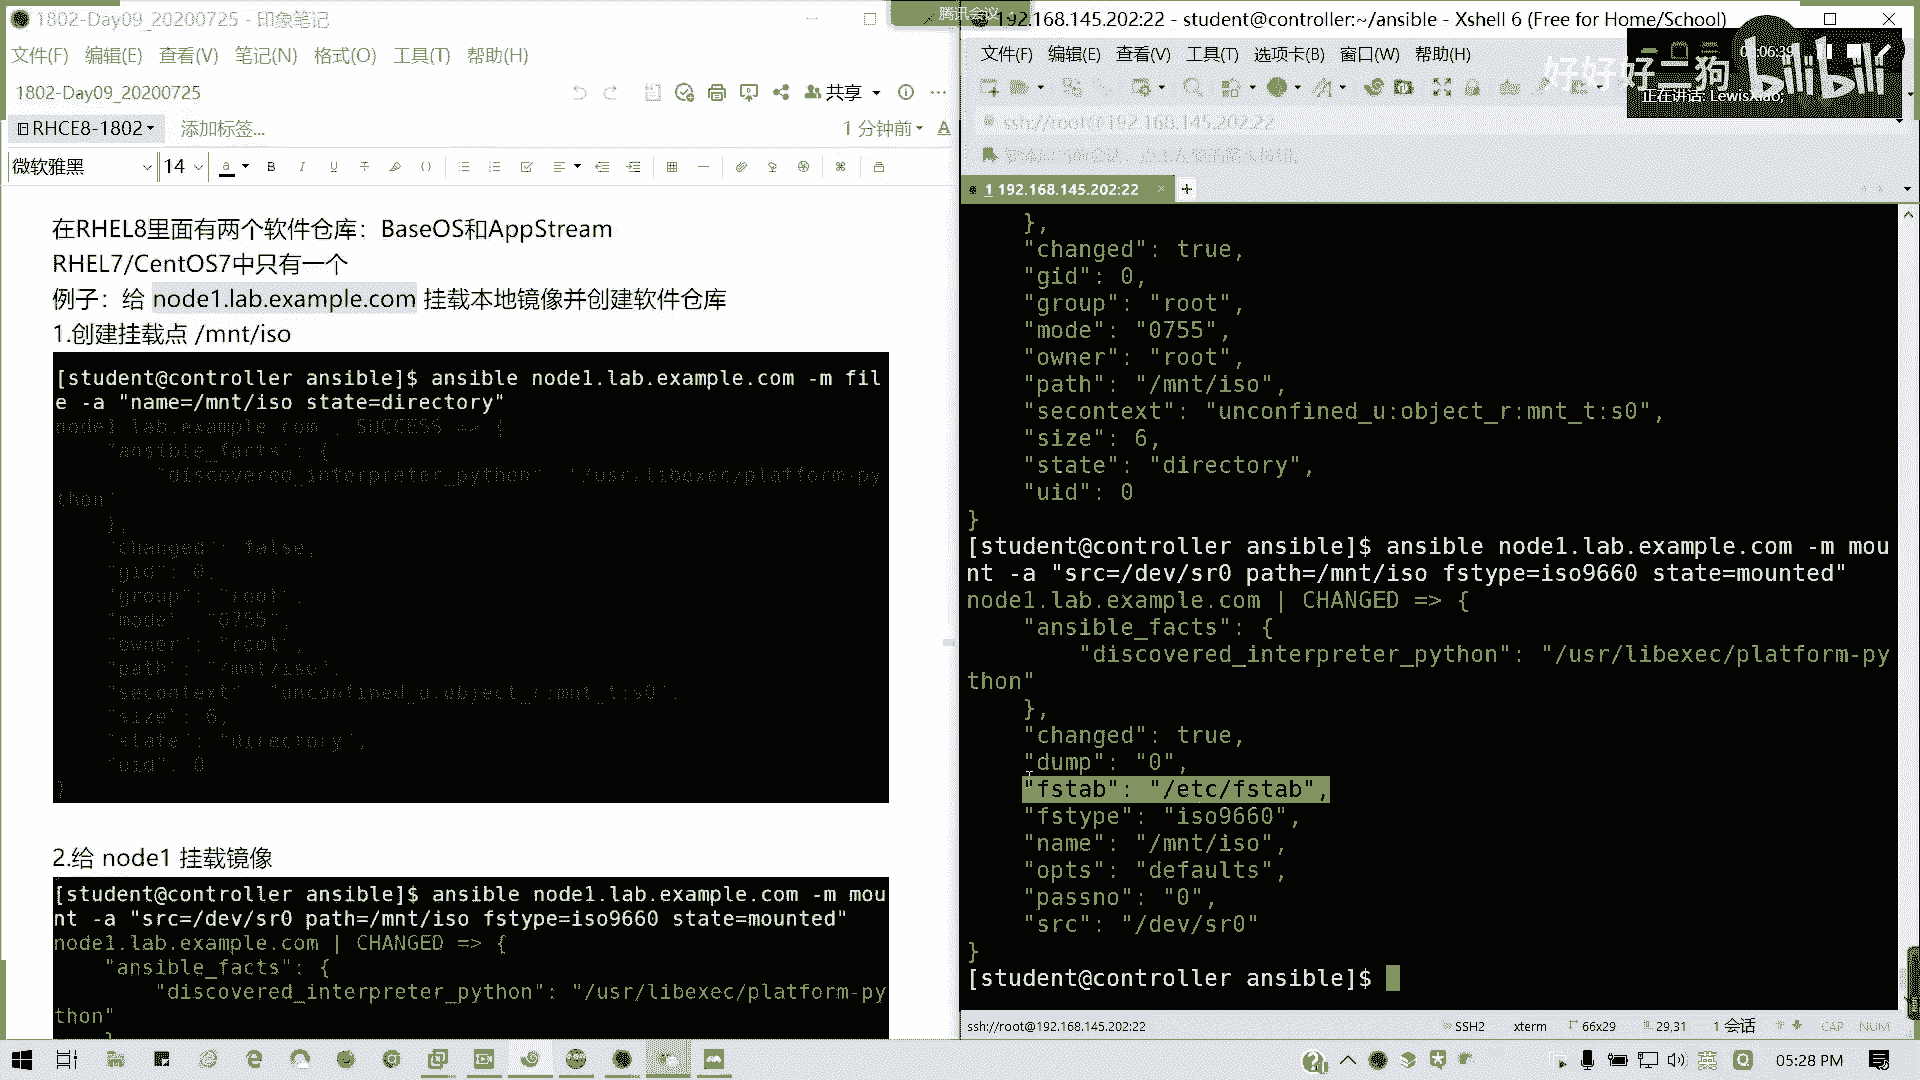 1802-Day09_20200725 - 印象笔记
文件(F) 编辑(E) 查看(V) 笔记(N) 格式(O) 工具(T) 帮助(H)
1802-Day09_20200725
共享
RHCE8-1802
添加标签...
1 分钟前
微软雅黑 14
在RHEL8里面有两个软件仓库：BaseOS和AppStream
RHEL7/CentOS7中只有一个
例子：给 node1.lab.example.com 挂载本地镜像并创建软件仓库
1.创建挂载点 /mnt/iso
[student@controller ansible]$ ansible node1.lab.example.com -m fil
e -a "name=/mnt/iso state=directory"
node1.lab.example.com | SUCCESS => {
"ansible_facts": {
"discovered_interpreter_python": "/usr/libexec/platform-py
thon"
},
"changed": false,
"gid": 0,
"group": "root",
"mode": "0755",
"owner": "root",
"path": "/mnt/iso",
"secontext": "unconfined_u:object_r:mnt_t:s0",
"size": 6,
"state": "directory",
"uid": 0
}
2.给 node1 挂载镜像
[student@controller ansible]$ ansible node1.lab.example.com -m mou
nt -a "src=/dev/sr0 path=/mnt/iso fstype=iso9660 state=mounted"
node1.lab.example.com | CHANGED => {
"ansible_facts": {
"discovered_interpreter_python": "/usr/libexec/platform-py
thon"
腾讯会议
192.168.145.202:22 - student@controller:~/ansible - Xshell 6 (Free for Home/School)
文件(F) 编辑(E) 查看(V) 工具(T) 选项卡(B) 窗口(W) 帮助(H)
好好好一狗 bilibili
正在讲话: LewisXiao;
ssh://root@192.168.145.202:22
1 192.168.145.202:22
},
"changed": true,
"gid": 0,
"group": "root",
"mode": "0755",
"owner": "root",
"path": "/mnt/iso",
"secontext": "unconfined_u:object_r:mnt_t:s0",
"size": 6,
"state": "directory",
"uid": 0
}
[student@controller ansible]$ ansible node1.lab.example.com -m mou
nt -a "src=/dev/sr0 path=/mnt/iso fstype=iso9660 state=mounted"
node1.lab.example.com | CHANGED => {
"ansible_facts": {
"discovered_interpreter_python": "/usr/libexec/platform-py
thon"
},
"changed": true,
"dump": "0",
"fstab": "/etc/fstab",
"fstype": "iso9660",
"name": "/mnt/iso",
"opts": "defaults",
"passno": "0",
"src": "/dev/sr0"
}
[student@controller ansible]$
ssh://root@192.168.145.202:22 SSH2 xterm 66x29 29,31 1 会话 CAP NUM
英 05:28 PM